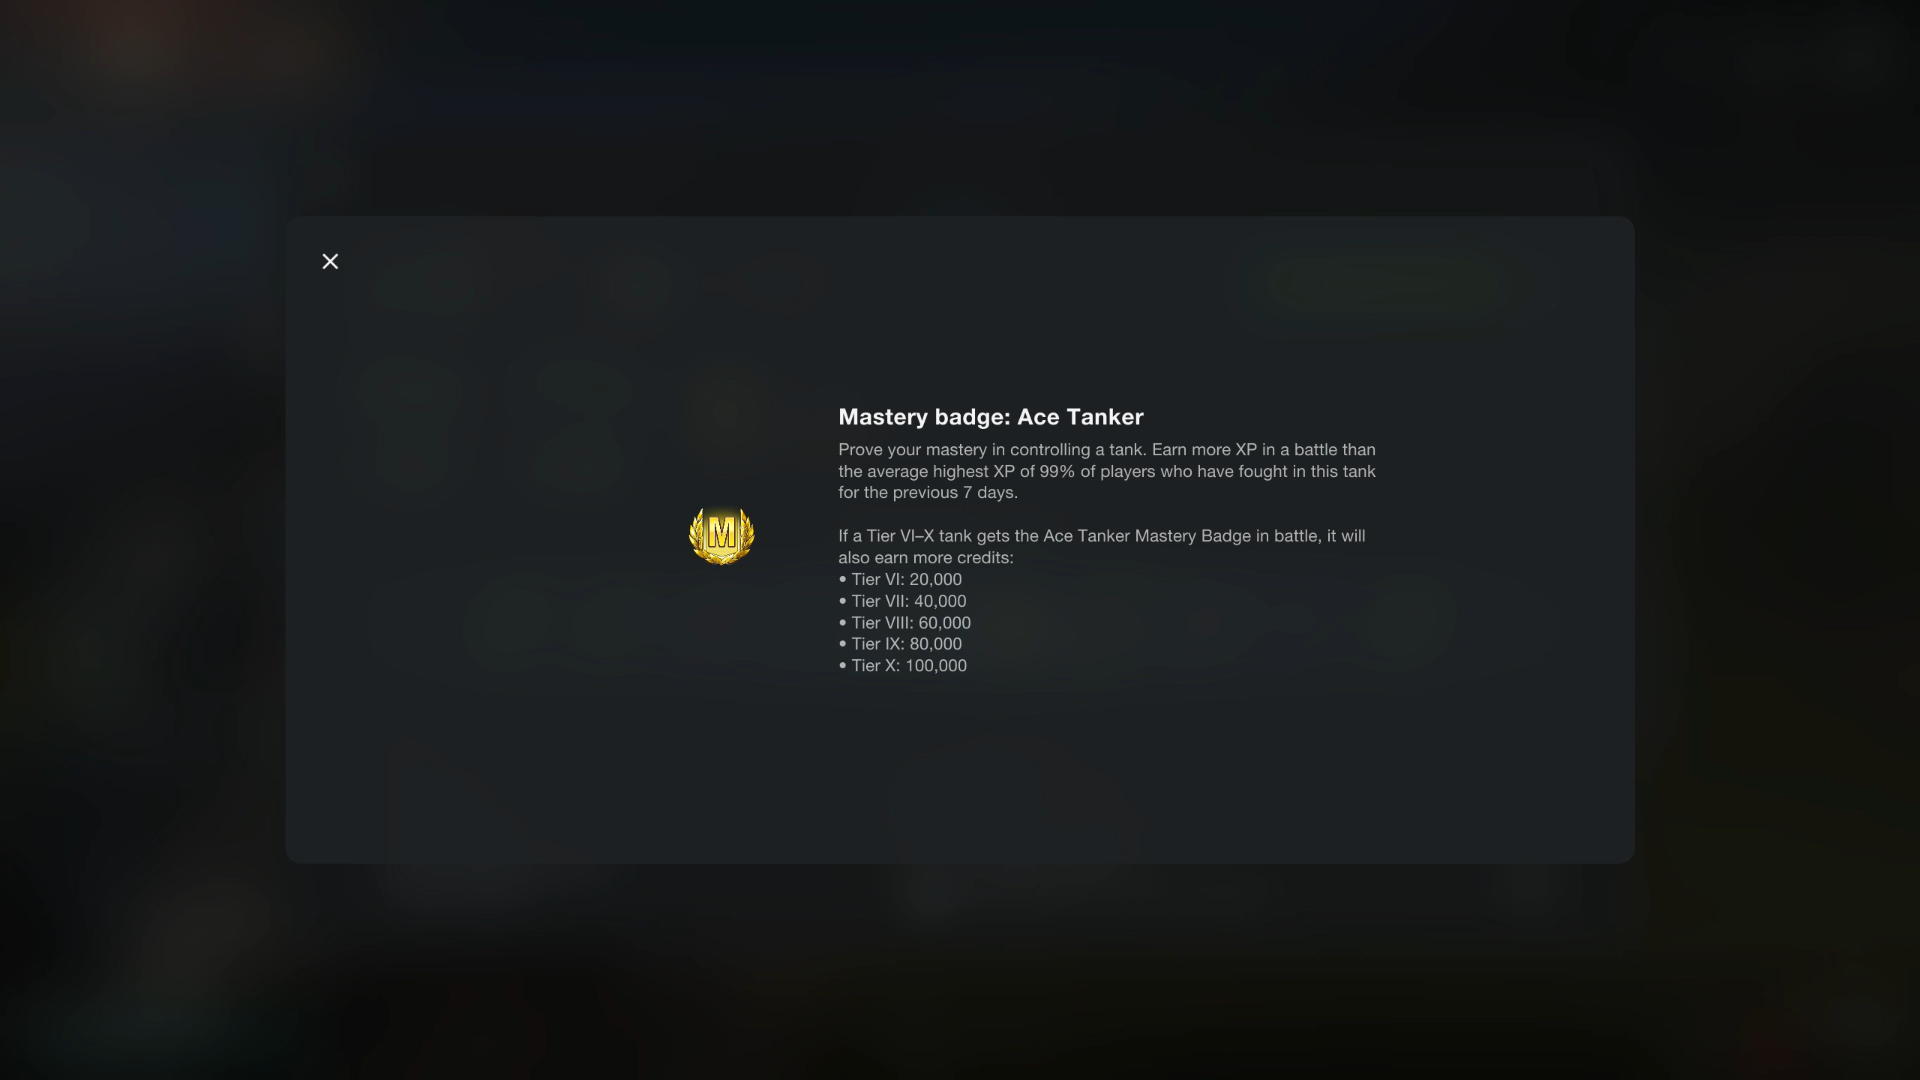 Mastery badge: Ace Tanker
Prove your mastery in controlling a tank. Earn more XP in a battle than
the average highest XP of 99% of players who have fought in this tank
for the previous 7 days.
M
If a Tier VI–X tank gets the Ace Tanker Mastery Badge in battle, it will
also earn more credits:
• Tier VI: 20,000
• Tier VII: 40,000
• Tier VIII: 60,000
• Tier IX: 80,000
• Tier X: 100,000